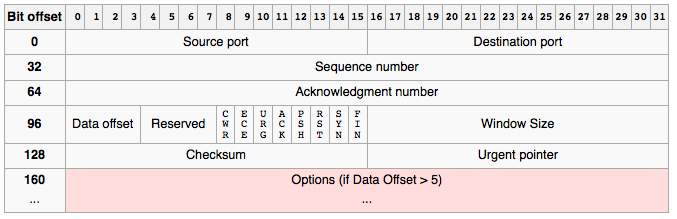 Bit offset 0 1 2 3 4 5 6 7 8 9 10 11 12 13 14 15 16 17 18 19 20 21 22 23 24 25 26 27 28 29 30 31
0 Source port Destination port
32 Sequence number
64 Acknowledgment number
96 Data offset Reserved CWR ECE URG ACK PSH RST SYN FIN Window Size
128 Checksum Urgent pointer
160 Options (if Data Offset > 5)
... ...